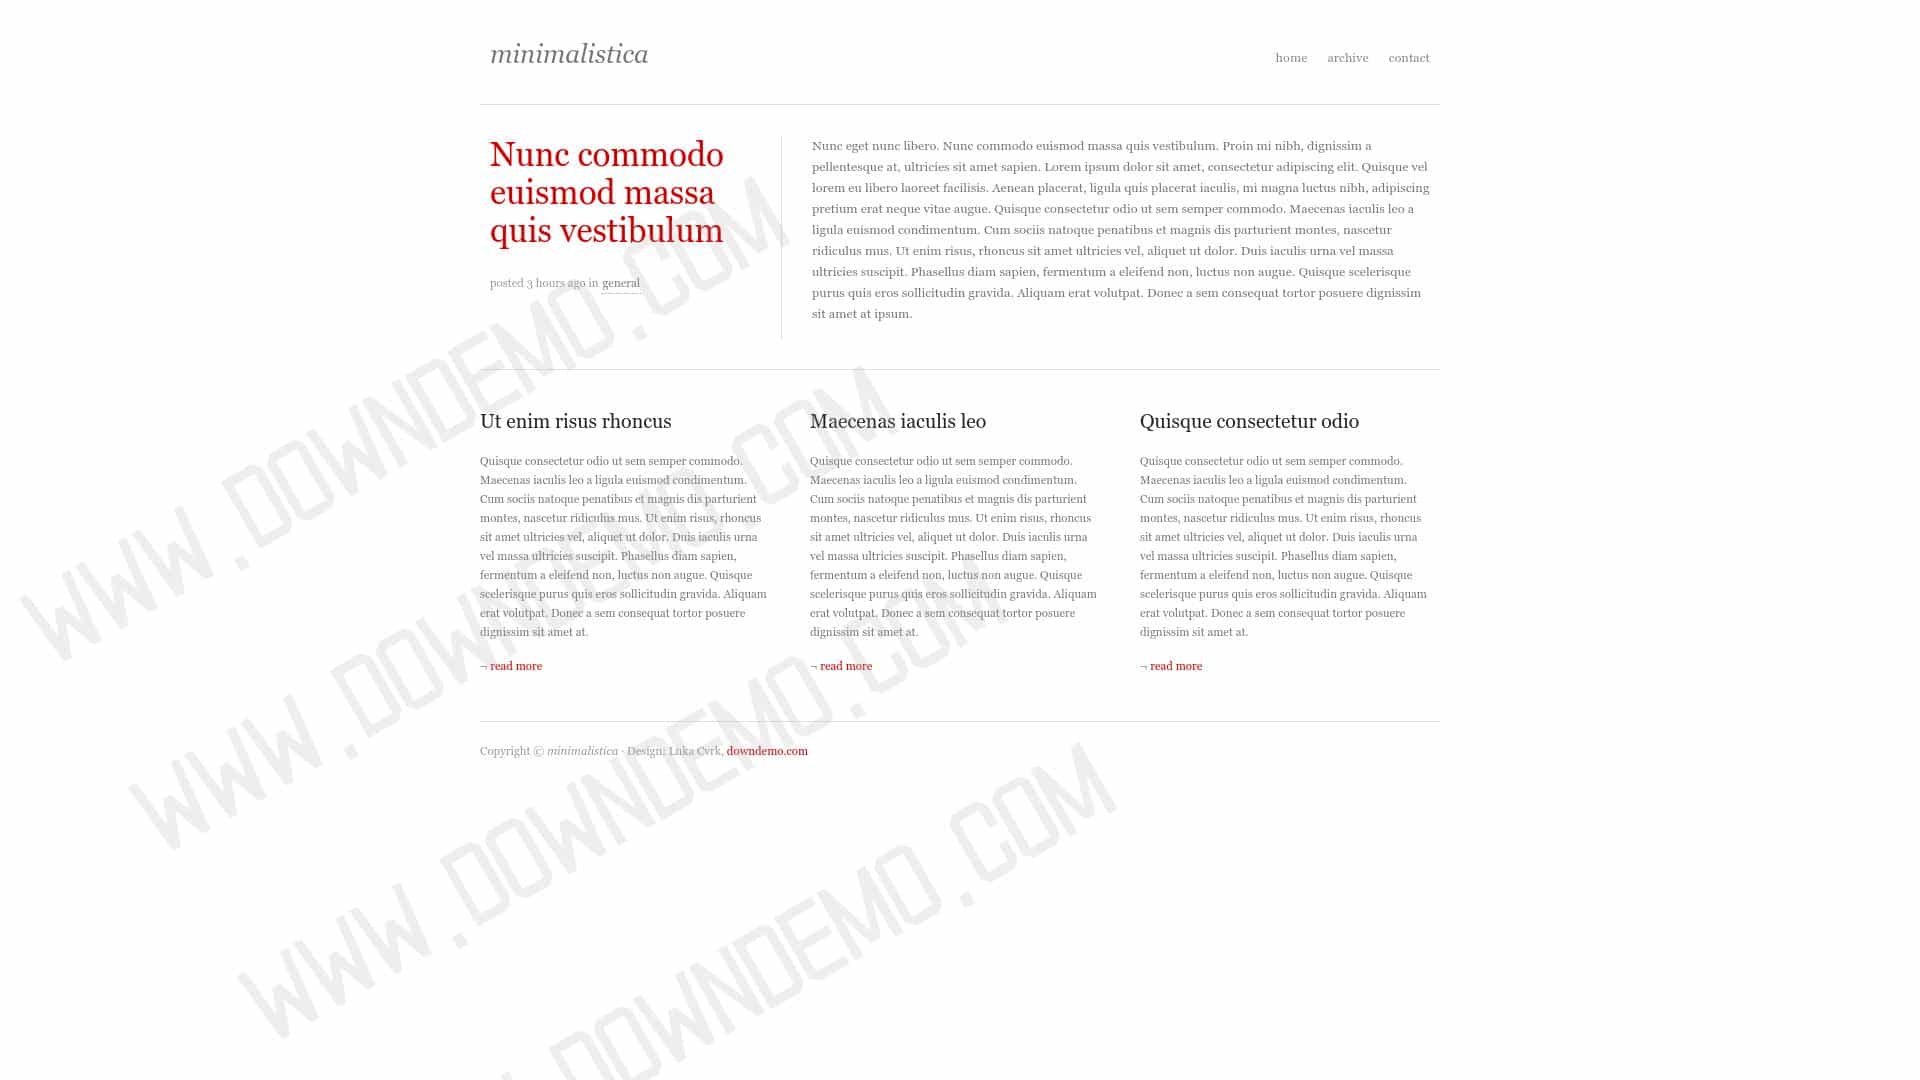 minimalistica
home archive contact
Nunc commodo
euismod massa
quis vestibulum
posted 3 hours ago in general
Nunc eget nunc libero. Nunc commodo euismod massa quis vestibulum. Proin mi nibh, dignissim a
pellentesque at, ultricies sit amet sapien. Lorem ipsum dolor sit amet, consectetur adipiscing elit. Quisque vel
lorem eu libero laoreet facilisis. Aenean placerat, ligula quis placerat iaculis, mi magna luctus nibh, adipiscing
pretium erat neque vitae augue. Quisque consectetur odio ut sem semper commodo. Maecenas iaculis leo a
ligula euismod condimentum. Cum sociis natoque penatibus et magnis dis parturient montes, nascetur
ridiculus mus. Ut enim risus, rhoncus sit amet ultricies vel, aliquet ut dolor. Duis iaculis urna vel massa
ultricies suscipit. Phasellus diam sapien, fermentum a eleifend non, luctus non augue. Quisque scelerisque
purus quis eros sollicitudin gravida. Aliquam erat volutpat. Donec a sem consequat tortor posuere dignissim
sit amet at ipsum.
Ut enim risus rhoncus
Quisque consectetur odio ut sem semper commodo.
Maecenas iaculis leo a ligula euismod condimentum.
Cum sociis natoque penatibus et magnis dis parturient
montes, nascetur ridiculus mus. Ut enim risus, rhoncus
sit amet ultricies vel, aliquet ut dolor. Duis iaculis urna
vel massa ultricies suscipit. Phasellus diam sapien,
fermentum a eleifend non, luctus non augue. Quisque
scelerisque purus quis eros sollicitudin gravida. Aliquam
erat volutpat. Donec a sem consequat tortor posuere
dignissim sit amet at.
¬ read more
Maecenas iaculis leo
Quisque consectetur odio ut sem semper commodo.
Maecenas iaculis leo a ligula euismod condimentum.
Cum sociis natoque penatibus et magnis dis parturient
montes, nascetur ridiculus mus. Ut enim risus, rhoncus
sit amet ultricies vel, aliquet ut dolor. Duis iaculis urna
vel massa ultricies suscipit. Phasellus diam sapien,
fermentum a eleifend non, luctus non augue. Quisque
scelerisque purus quis eros sollicitudin gravida. Aliquam
erat volutpat. Donec a sem consequat tortor posuere
dignissim sit amet at.
¬ read more
Quisque consectetur odio
Quisque consectetur odio ut sem semper commodo.
Maecenas iaculis leo a ligula euismod condimentum.
Cum sociis natoque penatibus et magnis dis parturient
montes, nascetur ridiculus mus. Ut enim risus, rhoncus
sit amet ultricies vel, aliquet ut dolor. Duis iaculis urna
vel massa ultricies suscipit. Phasellus diam sapien,
fermentum a eleifend non, luctus non augue. Quisque
scelerisque purus quis eros sollicitudin gravida. Aliquam
erat volutpat. Donec a sem consequat tortor posuere
dignissim sit amet at.
¬ read more
Copyright © minimalistica · Design: Luka Cvrk, downdemo.com
WWW.DOWNDEMO.COM
WWW.DOWNDEMO.COM
WWW.DOWNDEMO.COM
DOWNDEMO.COM